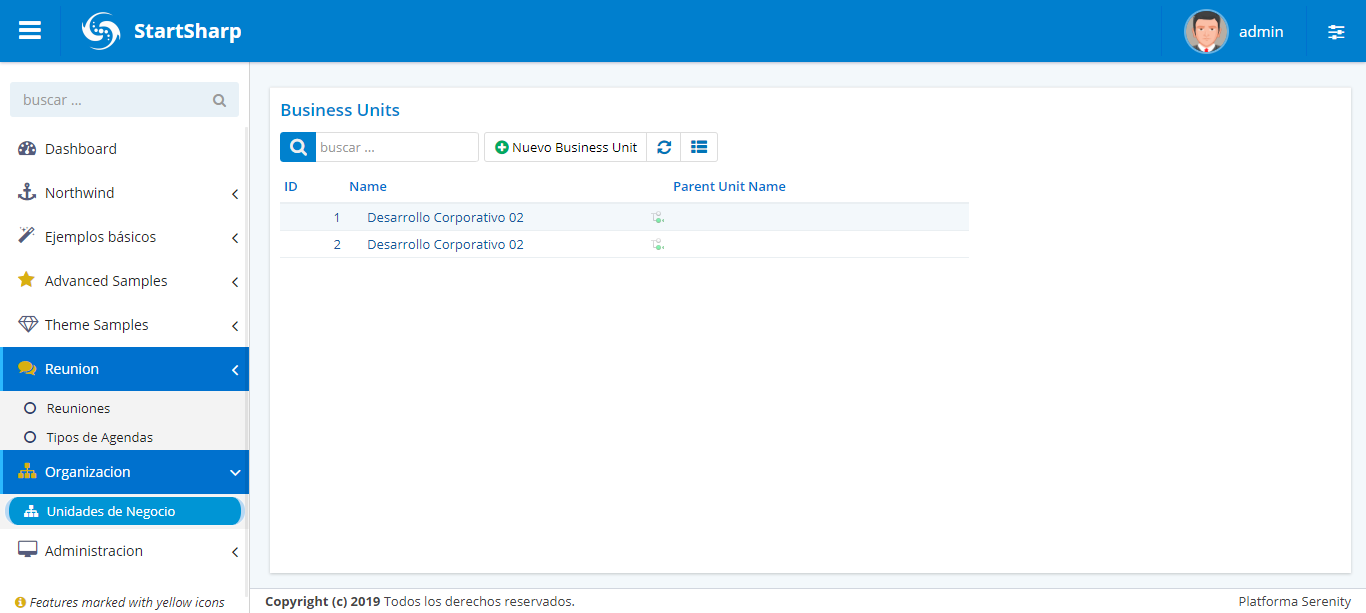 StartSharp
admin
buscar ...
Dashboard
Northwind
Ejemplos básicos
Advanced Samples
Theme Samples
Reunion
Reuniones
Tipos de Agendas
Organizacion
Unidades de Negocio
Administracion
Features marked with yellow icons
Business Units
buscar ... Nuevo Business Unit
ID Name Parent Unit Name
1 Desarrollo Corporativo 02
2 Desarrollo Corporativo 02
Copyright (c) 2019 Todos los derechos reservados. Platforma Serenity